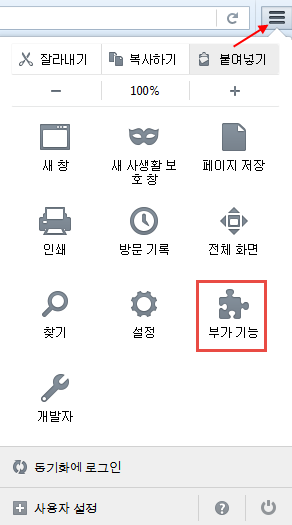 잘라내기 복사하기 붙여넣기
− 100% +
새 창 새 사생활 보호 창 페이지 저장
인쇄 방문 기록 전체 화면
찾기 설정 부가 기능
개발자
동기화에 로그인
사용자 설정